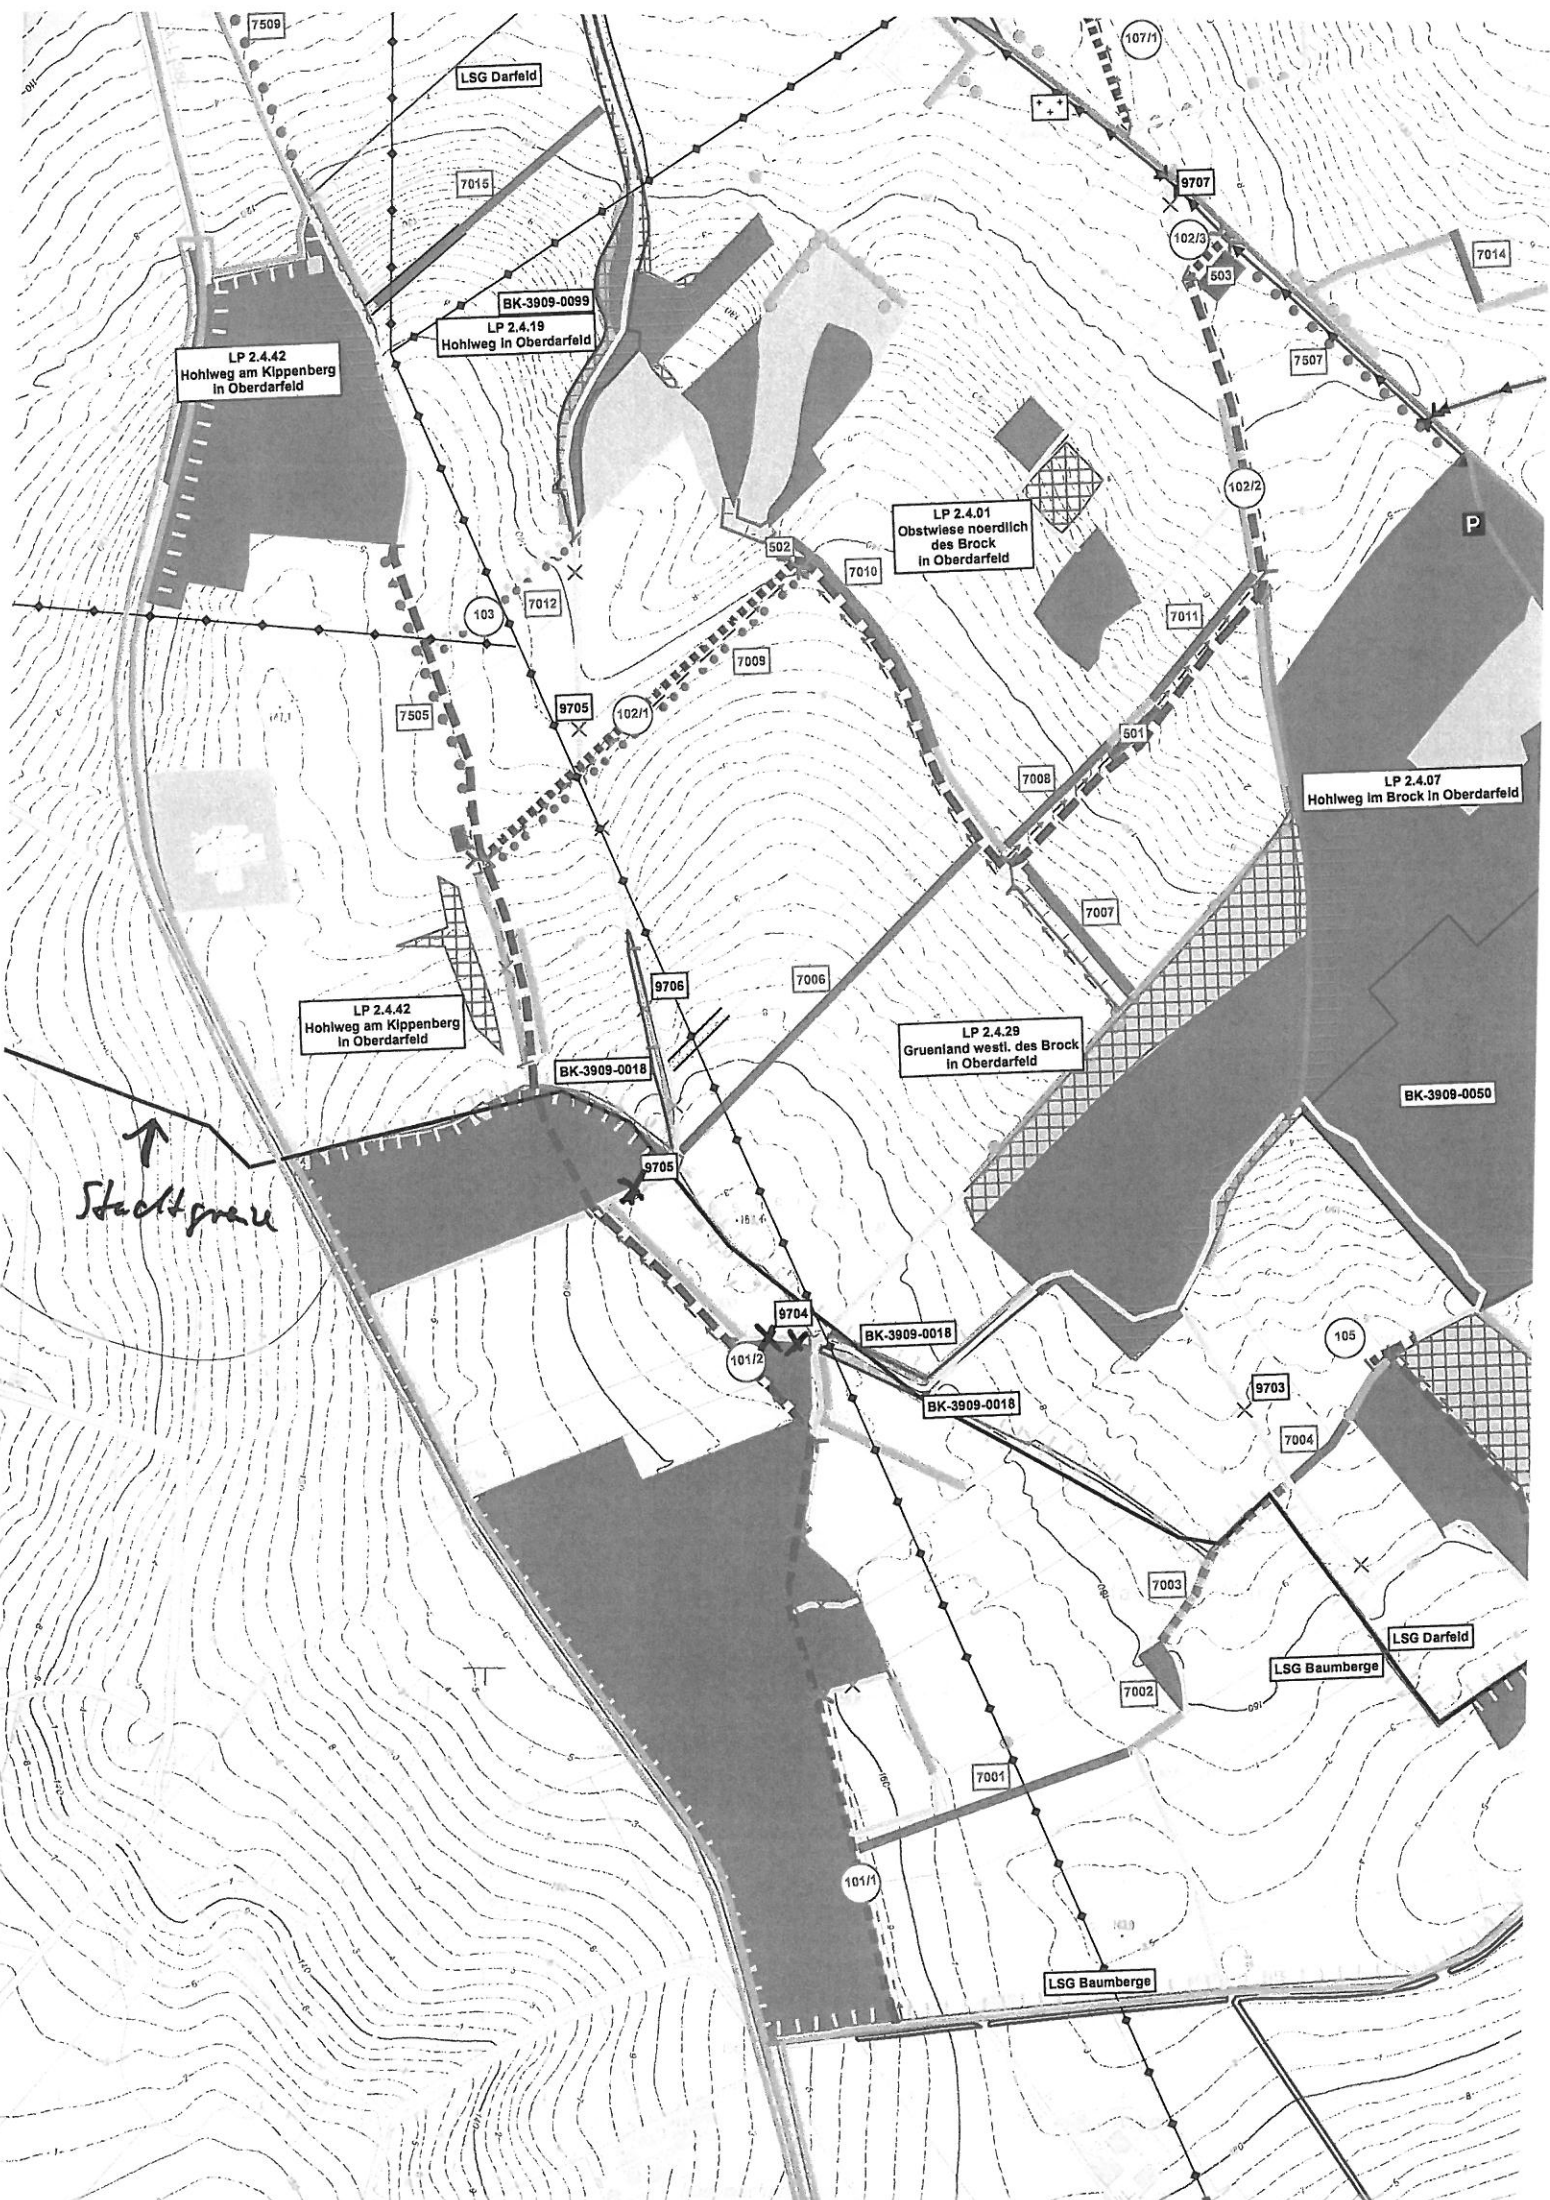 7509
107/1
LSG Darfeld
7015
9707
102/3
503
7014
BK-3909-0099
LP 2.4.19
Hohlweg in Oberdarfeld
LP 2.4.42
Hohlweg am Kippenberg
in Oberdarfeld
7507
102/2
LP 2.4.01
Obstwiese noerdlich
des Brock
in Oberdarfeld
P
502
7010
103
7012
7011
7009
9705
102/1
7505
501
7008
LP 2.4.07
Hohlweg im Brock in Oberdarfeld
7007
7006
9706
LP 2.4.42
Hohlweg am Kippenberg
in Oberdarfeld
LP 2.4.29
Gruenland westl. des Brock
in Oberdarfeld
BK-3909-0018
BK-3909-0050
Stadtgrenze
9705
9704
BK-3909-0018
101/2
105
9703
BK-3909-0018
7004
7003
160
LSG Darfeld
LSG Baumberge
7002
160
7001
160
101/1
LSG Baumberge